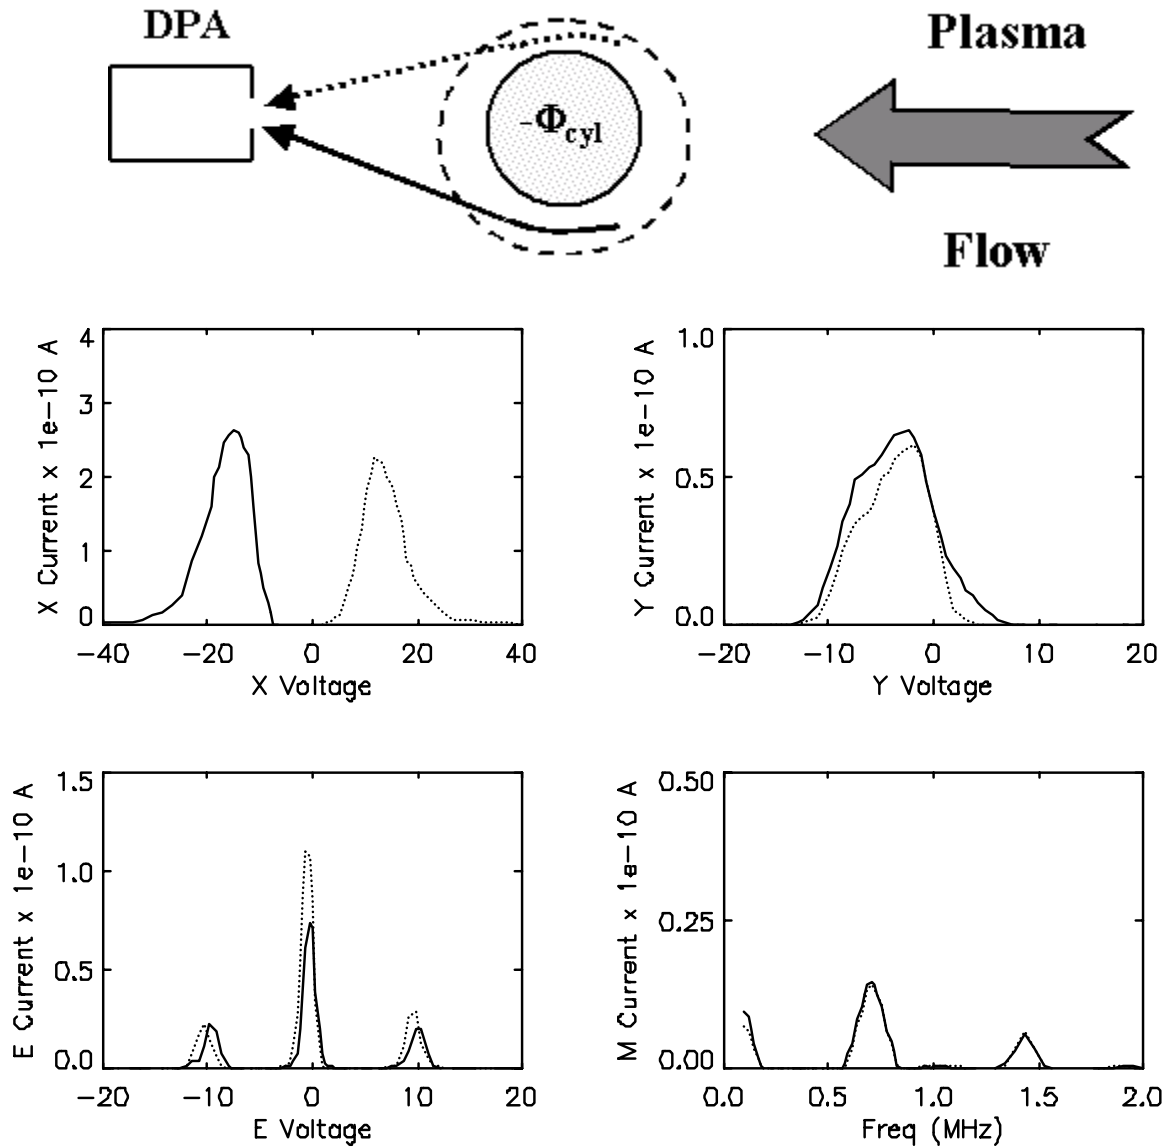 DPA
Plasma
-Φcyl
Flow
4
3
2
1
0
X Current x 1e-10 A
-40 -20 0 20 40
X Voltage
1.0
0.5
0.0
Y Current x 1e-10 A
-20 -10 0 10 20
Y Voltage
1.5
1.0
0.5
0.0
E Current x 1e-10 A
-20 -10 0 10 20
E Voltage
0.50
0.25
0.00
M Current x 1e-10 A
0.0 0.5 1.0 1.5 2.0
Freq (MHz)